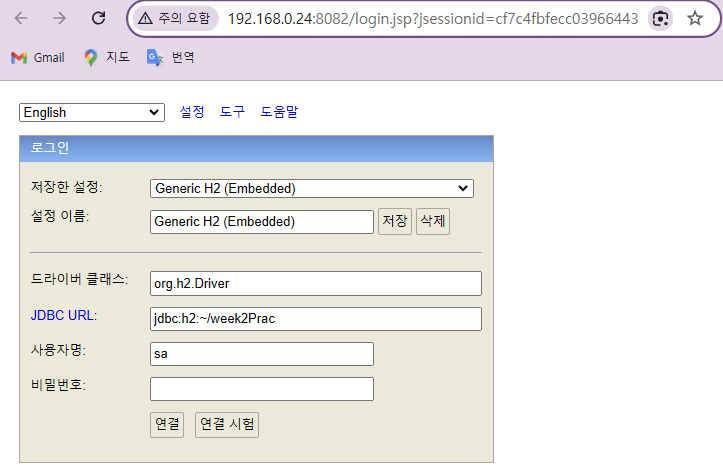 주의 요함 192.168.0.24:8082/login.jsp?jsessionid=cf7c4fbfecc03966443
Gmail 지도 번역
English 설정 도구 도움말
로그인
저장한 설정: Generic H2 (Embedded)
설정 이름: Generic H2 (Embedded) 저장 삭제
드라이버 클래스: org.h2.Driver
JDBC URL: jdbc:h2:~/week2Prac
사용자명: sa
비밀번호:
연결 연결 시험